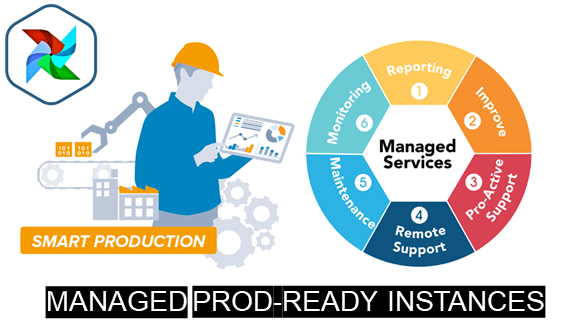 101
010
101
010
SMART PRODUCTION
Managed
Services
Reporting
1
Improve
2
Pro-Active
Support
3
Remote
Support
4
Maintenance
5
Monitoring
6
MANAGED PROD-READY INSTANCES